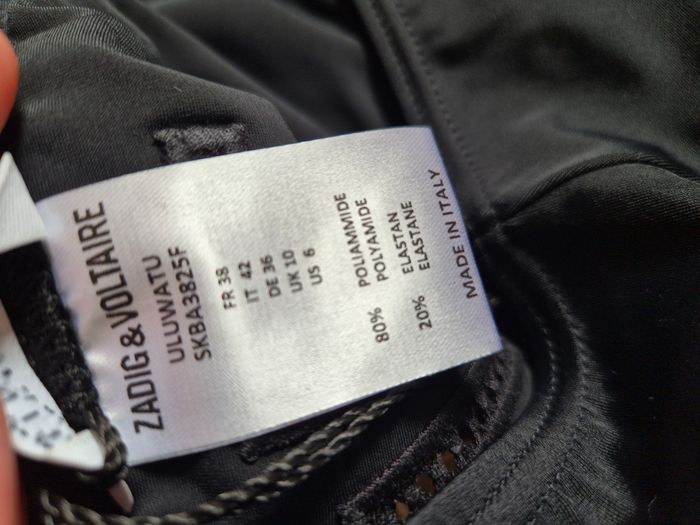 ZADIG & VOLTAIRE
ULUWATU
SKBA3825F
FR 38
IT 42
DE 36
UK 10
US 6
80% POLIAMMIDE
POLYAMIDE
20% ELASTAN
ELASTANE
MADE IN ITALY